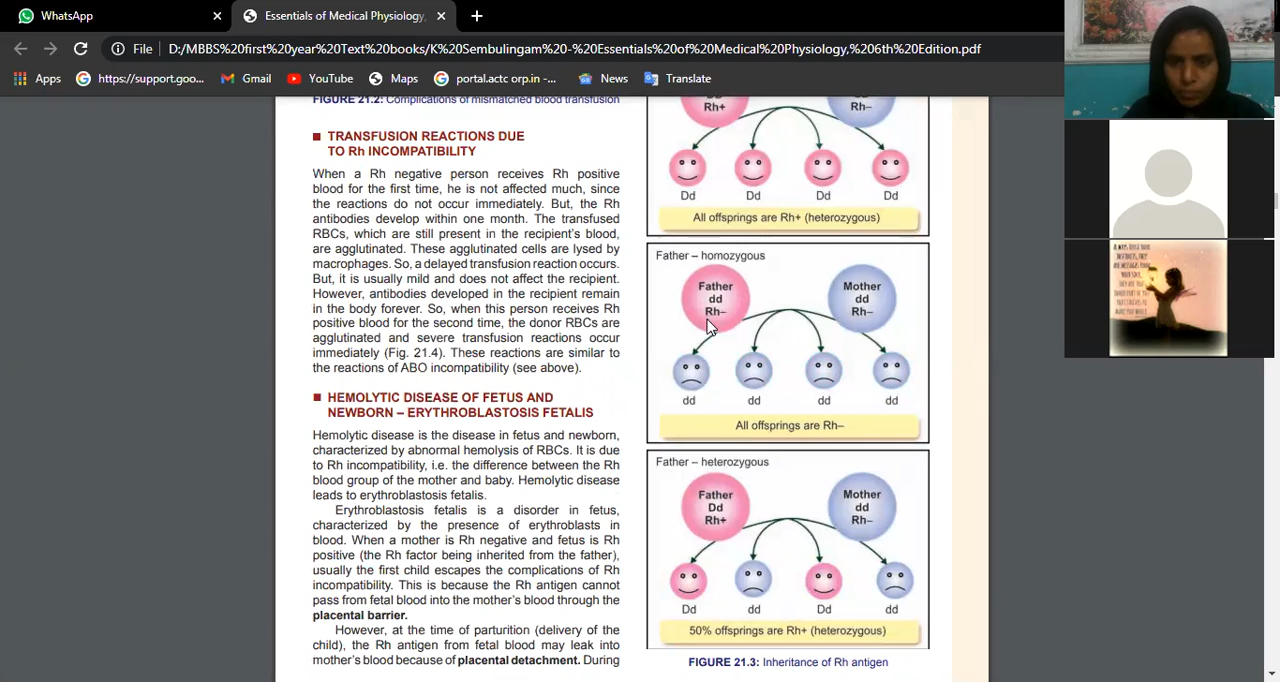 WhatsApp
Essentials of Medical Physiology,
File
D:/MBBS%20first%20year%20Text%20books/K%20Sembulingam%20-%20Essentials%20of%20Medical%20Physiology,%206th%20Edition.pdf
Apps
https://support.goo...
Gmail
YouTube
Maps
portal.actc orp.in -...
News
Translate
FIGURE 21.2: Complications of mismatched blood transfusion
■ TRANSFUSION REACTIONS DUE
TO Rh INCOMPATIBILITY
When a Rh negative person receives Rh positive
blood for the first time, he is not affected much, since
the reactions do not occur immediately. But, the Rh
antibodies develop within one month. The transfused
RBCs, which are still present in the recipient's blood,
are agglutinated. These agglutinated cells are lysed by
macrophages. So, a delayed transfusion reaction occurs.
But, it is usually mild and does not affect the recipient.
However, antibodies developed in the recipient remain
in the body forever. So, when this person receives Rh
positive blood for the second time, the donor RBCs are
agglutinated and severe transfusion reactions occur
immediately (Fig. 21.4). These reactions are similar to
the reactions of ABO incompatibility (see above).
■ HEMOLYTIC DISEASE OF FETUS AND
NEWBORN – ERYTHROBLASTOSIS FETALIS
Hemolytic disease is the disease in fetus and newborn,
characterized by abnormal hemolysis of RBCs. It is due
to Rh incompatibility, i.e. the difference between the Rh
blood group of the mother and baby. Hemolytic disease
leads to erythroblastosis fetalis.
Erythroblastosis fetalis is a disorder in fetus,
characterized by the presence of erythroblasts in
blood. When a mother is Rh negative and fetus is Rh
positive (the Rh factor being inherited from the father),
usually the first child escapes the complications of Rh
incompatibility. This is because the Rh antigen cannot
pass from fetal blood into the mother's blood through the
placental barrier.
However, at the time of parturition (delivery of the
child), the Rh antigen from fetal blood may leak into
mother's blood because of placental detachment. During
Rh+
Rh–
Dd Dd Dd Dd
All offsprings are Rh+ (heterozygous)
Father – homozygous
Father
dd
Rh–
Mother
dd
Rh–
dd dd dd dd
All offsprings are Rh–
Father – heterozygous
Father
Dd
Rh+
Mother
dd
Rh–
Dd dd Dd dd
50% offsprings are Rh+ (heterozygous)
FIGURE 21.3: Inheritance of Rh antigen